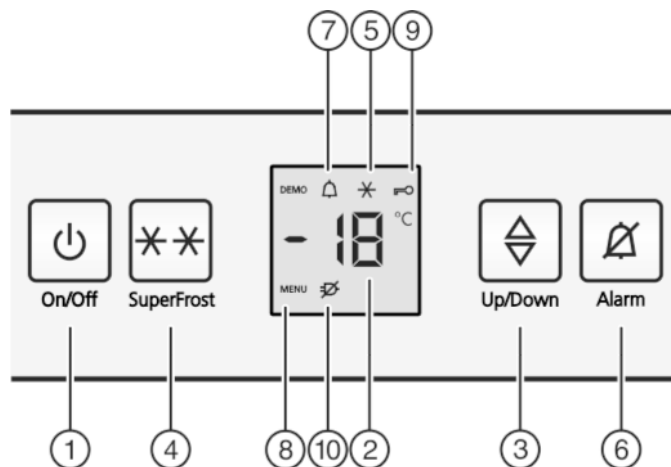 7 5 9
DEMO
°C
-18
MENU
On/Off SuperFrost Up/Down Alarm
1 4 8 10 2 3 6